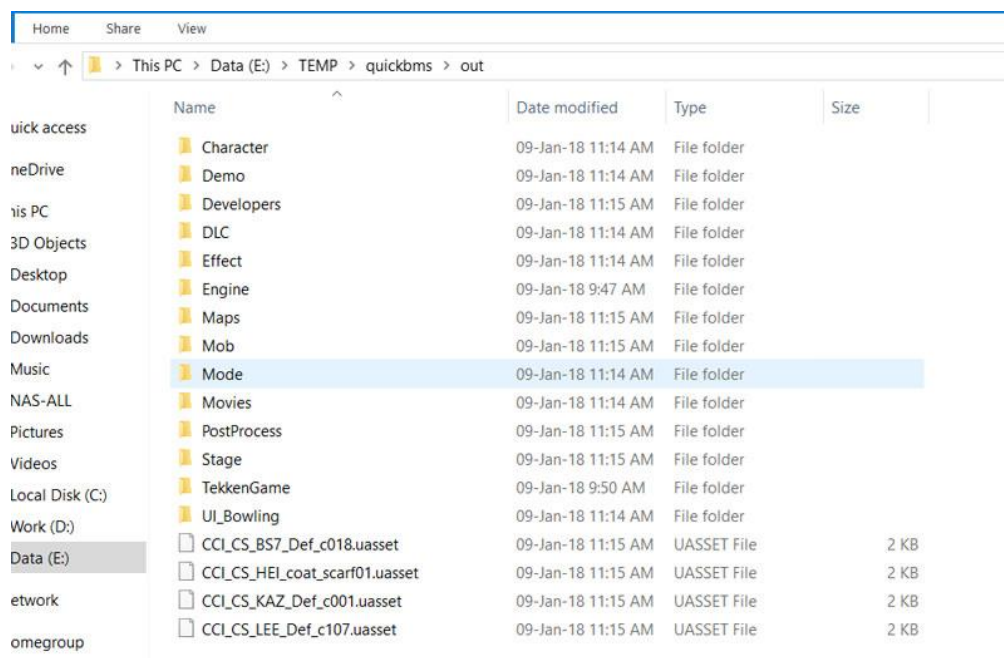 Home Share View
This PC > Data (E:) > TEMP > quickbms > out
Name Date modified Type Size
uick access
neDrive
his PC
3D Objects
Desktop
Documents
Downloads
Music
NAS-ALL
Pictures
Videos
Local Disk (C:)
Work (D:)
Data (E:)
etwork
omegroup
Character 09-Jan-18 11:14 AM File folder
Demo 09-Jan-18 11:14 AM File folder
Developers 09-Jan-18 11:15 AM File folder
DLC 09-Jan-18 11:14 AM File folder
Effect 09-Jan-18 11:14 AM File folder
Engine 09-Jan-18 9:47 AM File folder
Maps 09-Jan-18 11:15 AM File folder
Mob 09-Jan-18 11:15 AM File folder
Mode 09-Jan-18 11:14 AM File folder
Movies 09-Jan-18 11:14 AM File folder
PostProcess 09-Jan-18 11:15 AM File folder
Stage 09-Jan-18 11:15 AM File folder
TekkenGame 09-Jan-18 9:50 AM File folder
UI_Bowling 09-Jan-18 11:14 AM File folder
CCI_CS_BS7_Def_c018.uasset 09-Jan-18 11:15 AM UASSET File 2 KB
CCI_CS_HEI_coat_scarf01.uasset 09-Jan-18 11:15 AM UASSET File 2 KB
CCI_CS_KAZ_Def_c001.uasset 09-Jan-18 11:15 AM UASSET File 2 KB
CCI_CS_LEE_Def_c107.uasset 09-Jan-18 11:15 AM UASSET File 2 KB